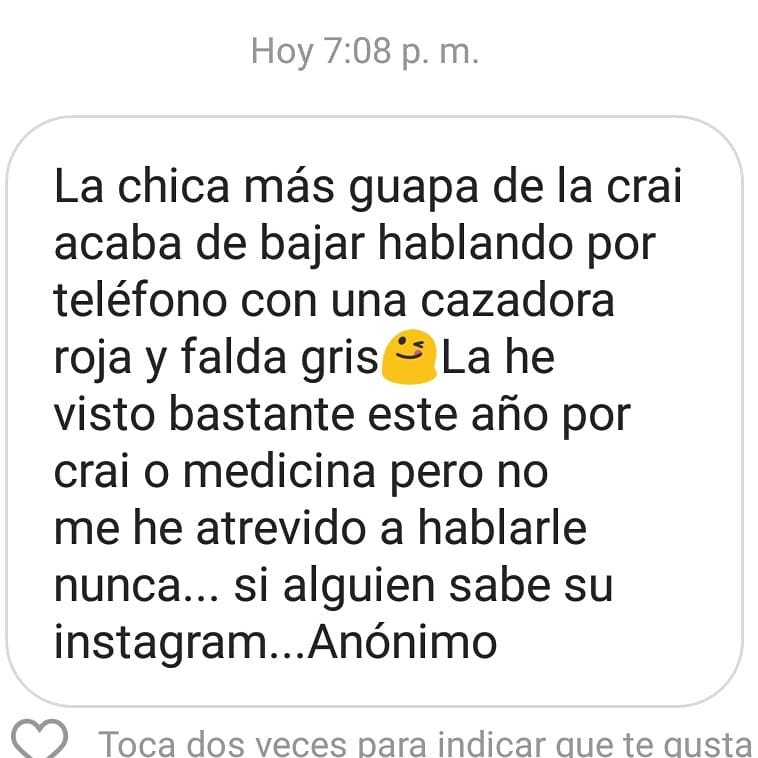 Hoy 7:08 p. m.
La chica más guapa de la crai
acaba de bajar hablando por
teléfono con una cazadora
roja y falda gris😋La he
visto bastante este año por
crai o medicina pero no
me he atrevido a hablarle
nunca... si alguien sabe su
instagram...Anónimo
Toca dos veces para indicar que te gusta